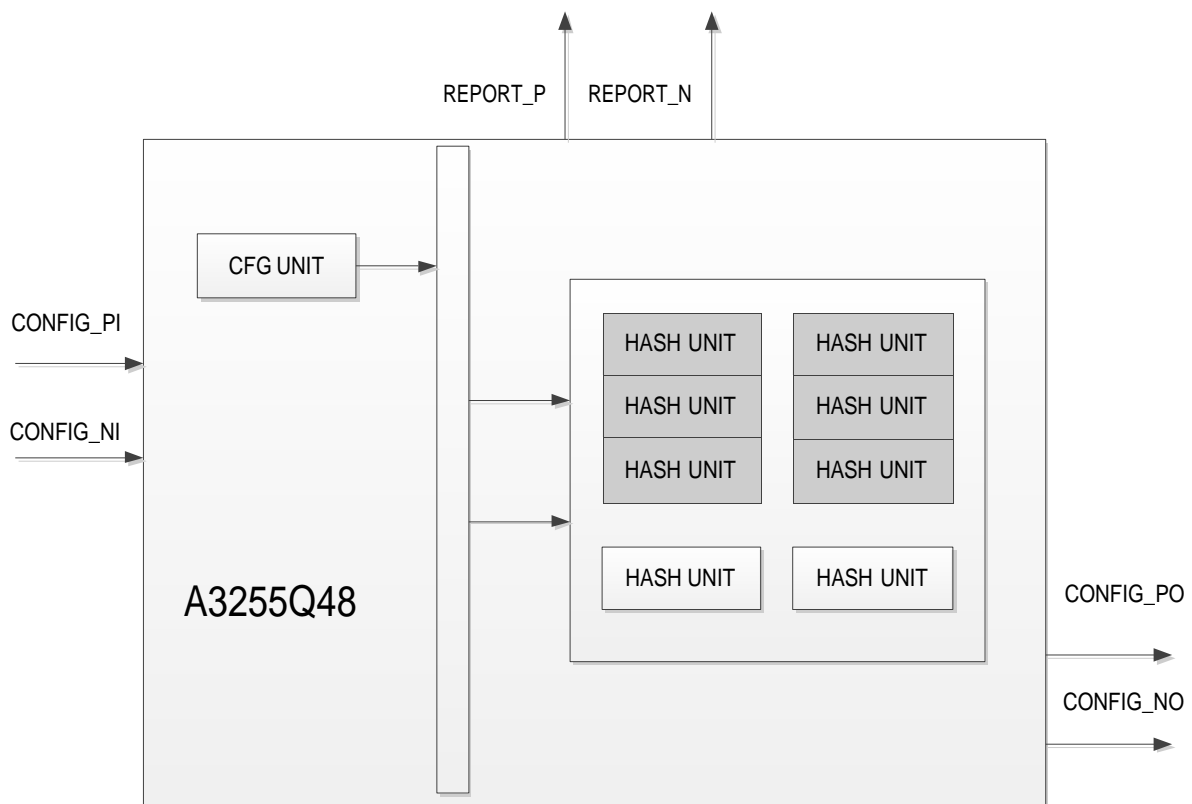 REPORT_P REPORT_N
CFG UNIT
CONFIG_PI
HASH UNIT HASH UNIT
HASH UNIT HASH UNIT
CONFIG_NI
HASH UNIT HASH UNIT
HASH UNIT HASH UNIT
A3255Q48
CONFIG_PO
CONFIG_NO